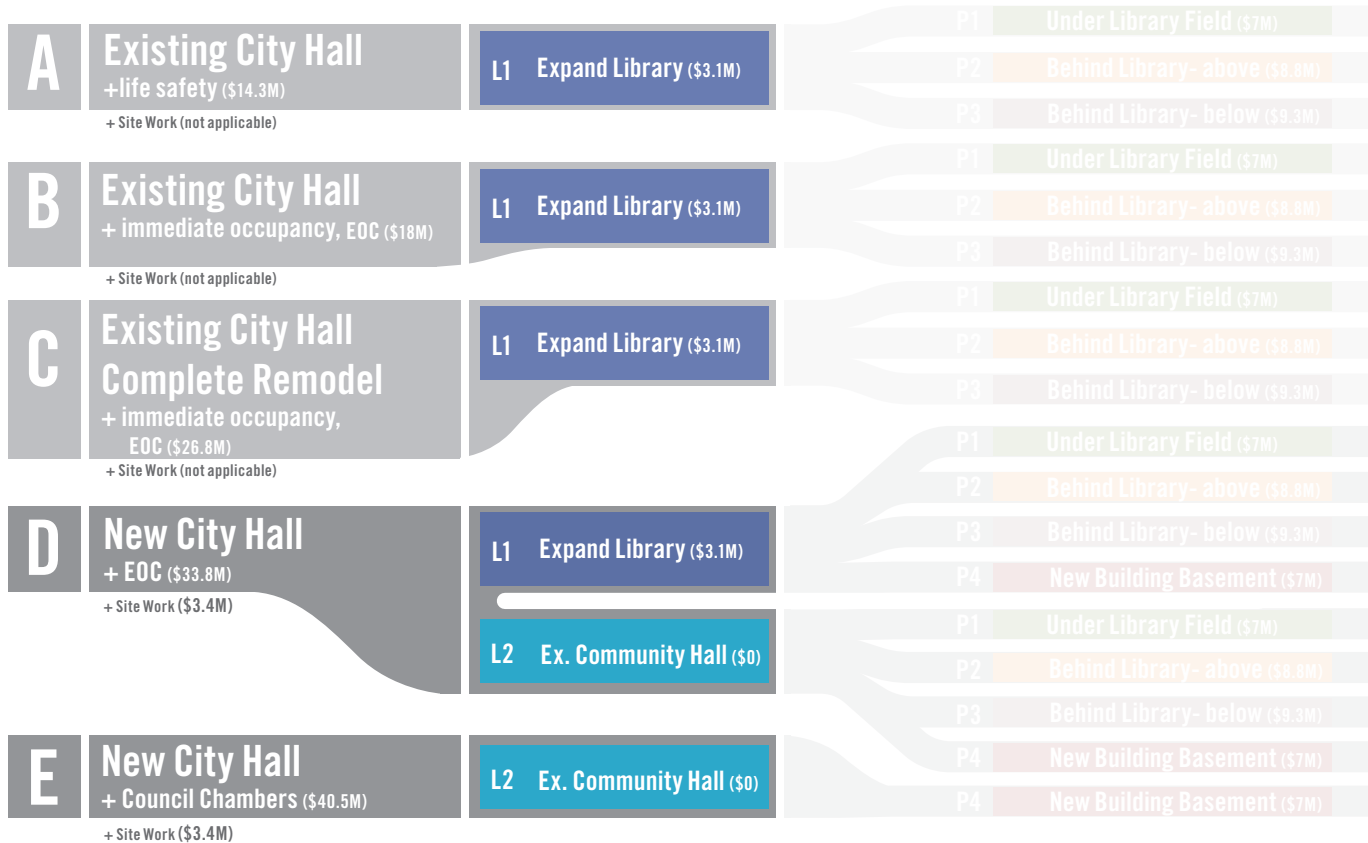 A
Existing City Hall
+life safety ($14.3M)
+ Site Work (not applicable)
L1 Expand Library ($3.1M)
P1 Under Library Field ($7M)
P2 Behind Library- above ($8.8M)
P3 Behind Library- below ($9.3M)
B
Existing City Hall
+ immediate occupancy, EOC ($18M)
+ Site Work (not applicable)
L1 Expand Library ($3.1M)
P1 Under Library Field ($7M)
P2 Behind Library- above ($8.8M)
P3 Behind Library- below ($9.3M)
C
Existing City Hall
Complete Remodel
+ immediate occupancy,
EOC ($26.8M)
+ Site Work (not applicable)
L1 Expand Library ($3.1M)
P1 Under Library Field ($7M)
P2 Behind Library- above ($8.8M)
P3 Behind Library- below ($9.3M)
D
New City Hall
+ EOC ($33.8M)
+ Site Work ($3.4M)
L1 Expand Library ($3.1M)
P1 Under Library Field ($7M)
P2 Behind Library- above ($8.8M)
P3 Behind Library- below ($9.3M)
P4 New Building Basement ($7M)
L2 Ex. Community Hall ($0)
P1 Under Library Field ($7M)
P2 Behind Library- above ($8.8M)
P3 Behind Library- below ($9.3M)
P4 New Building Basement ($7M)
E
New City Hall
+ Council Chambers ($40.5M)
+ Site Work ($3.4M)
L2 Ex. Community Hall ($0)
P4 New Building Basement ($7M)